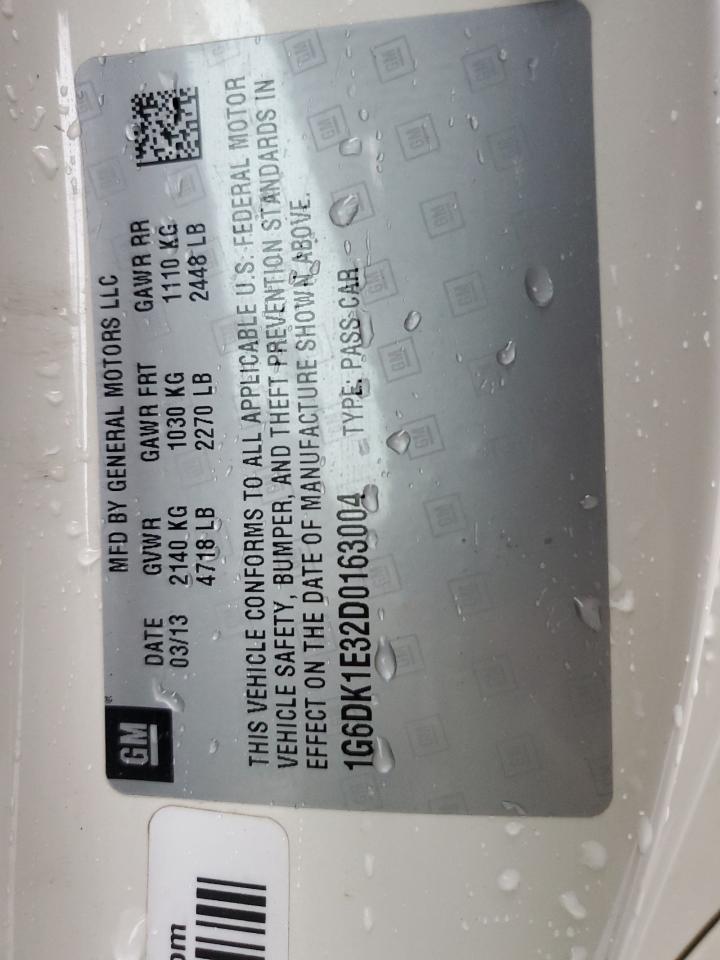 GM
MFD BY GENERAL MOTORS LLC
DATE GVWR GAWR FRT GAWR RR
03/13 2140 KG 1030 KG 1110 KG
4718 LB 2270 LB 2448 LB
THIS VEHICLE CONFORMS TO ALL APPLICABLE U.S. FEDERAL MOTOR
VEHICLE SAFETY, BUMPER, AND THEFT PREVENTION STANDARDS IN
EFFECT ON THE DATE OF MANUFACTURE SHOWN ABOVE.
1G6DK1E32D0163004 TYPE: PASS CAR